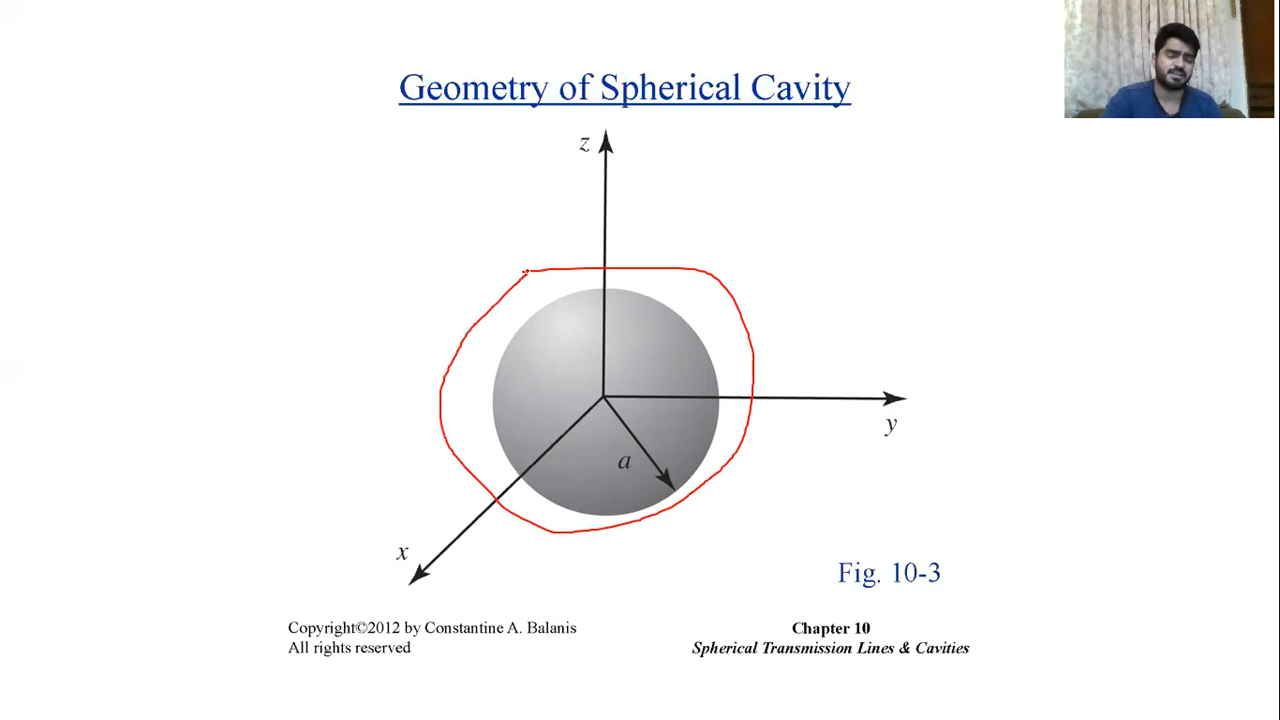 Geometry of Spherical Cavity
z
y
a
x
Fig. 10-3
Copyright©2012 by Constantine A. Balanis
All rights reserved
Chapter 10
Spherical Transmission Lines & Cavities